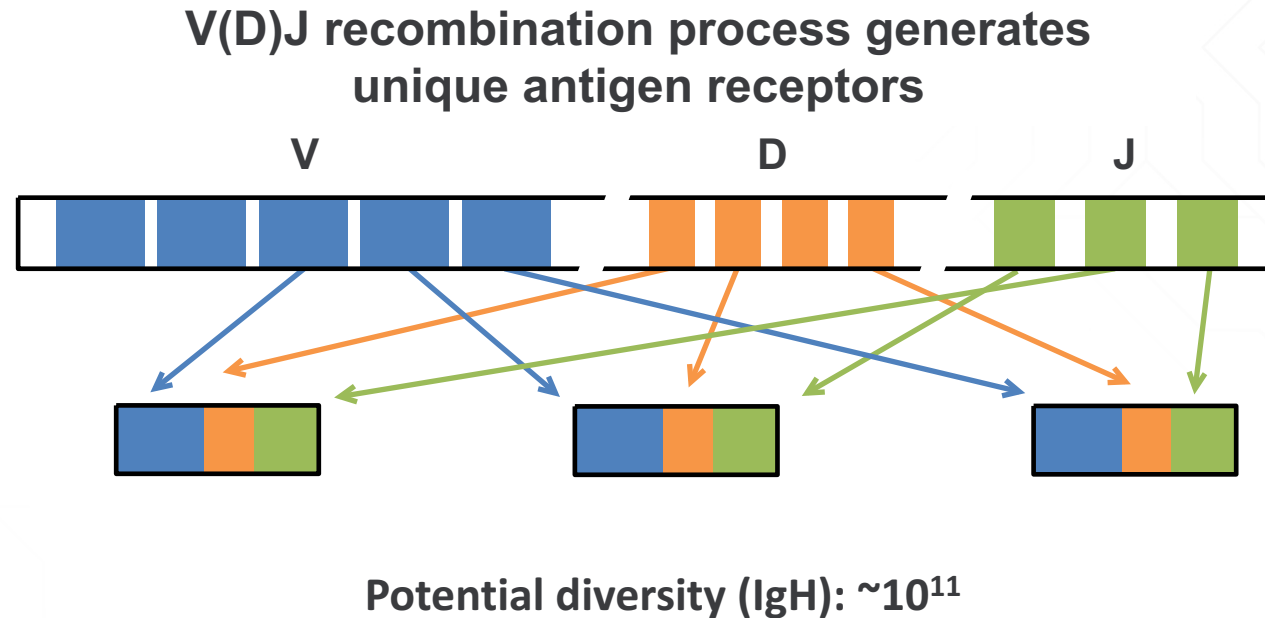 V(D)J recombination process generates
unique antigen receptors
V D J
Potential diversity (IgH): ~10¹¹